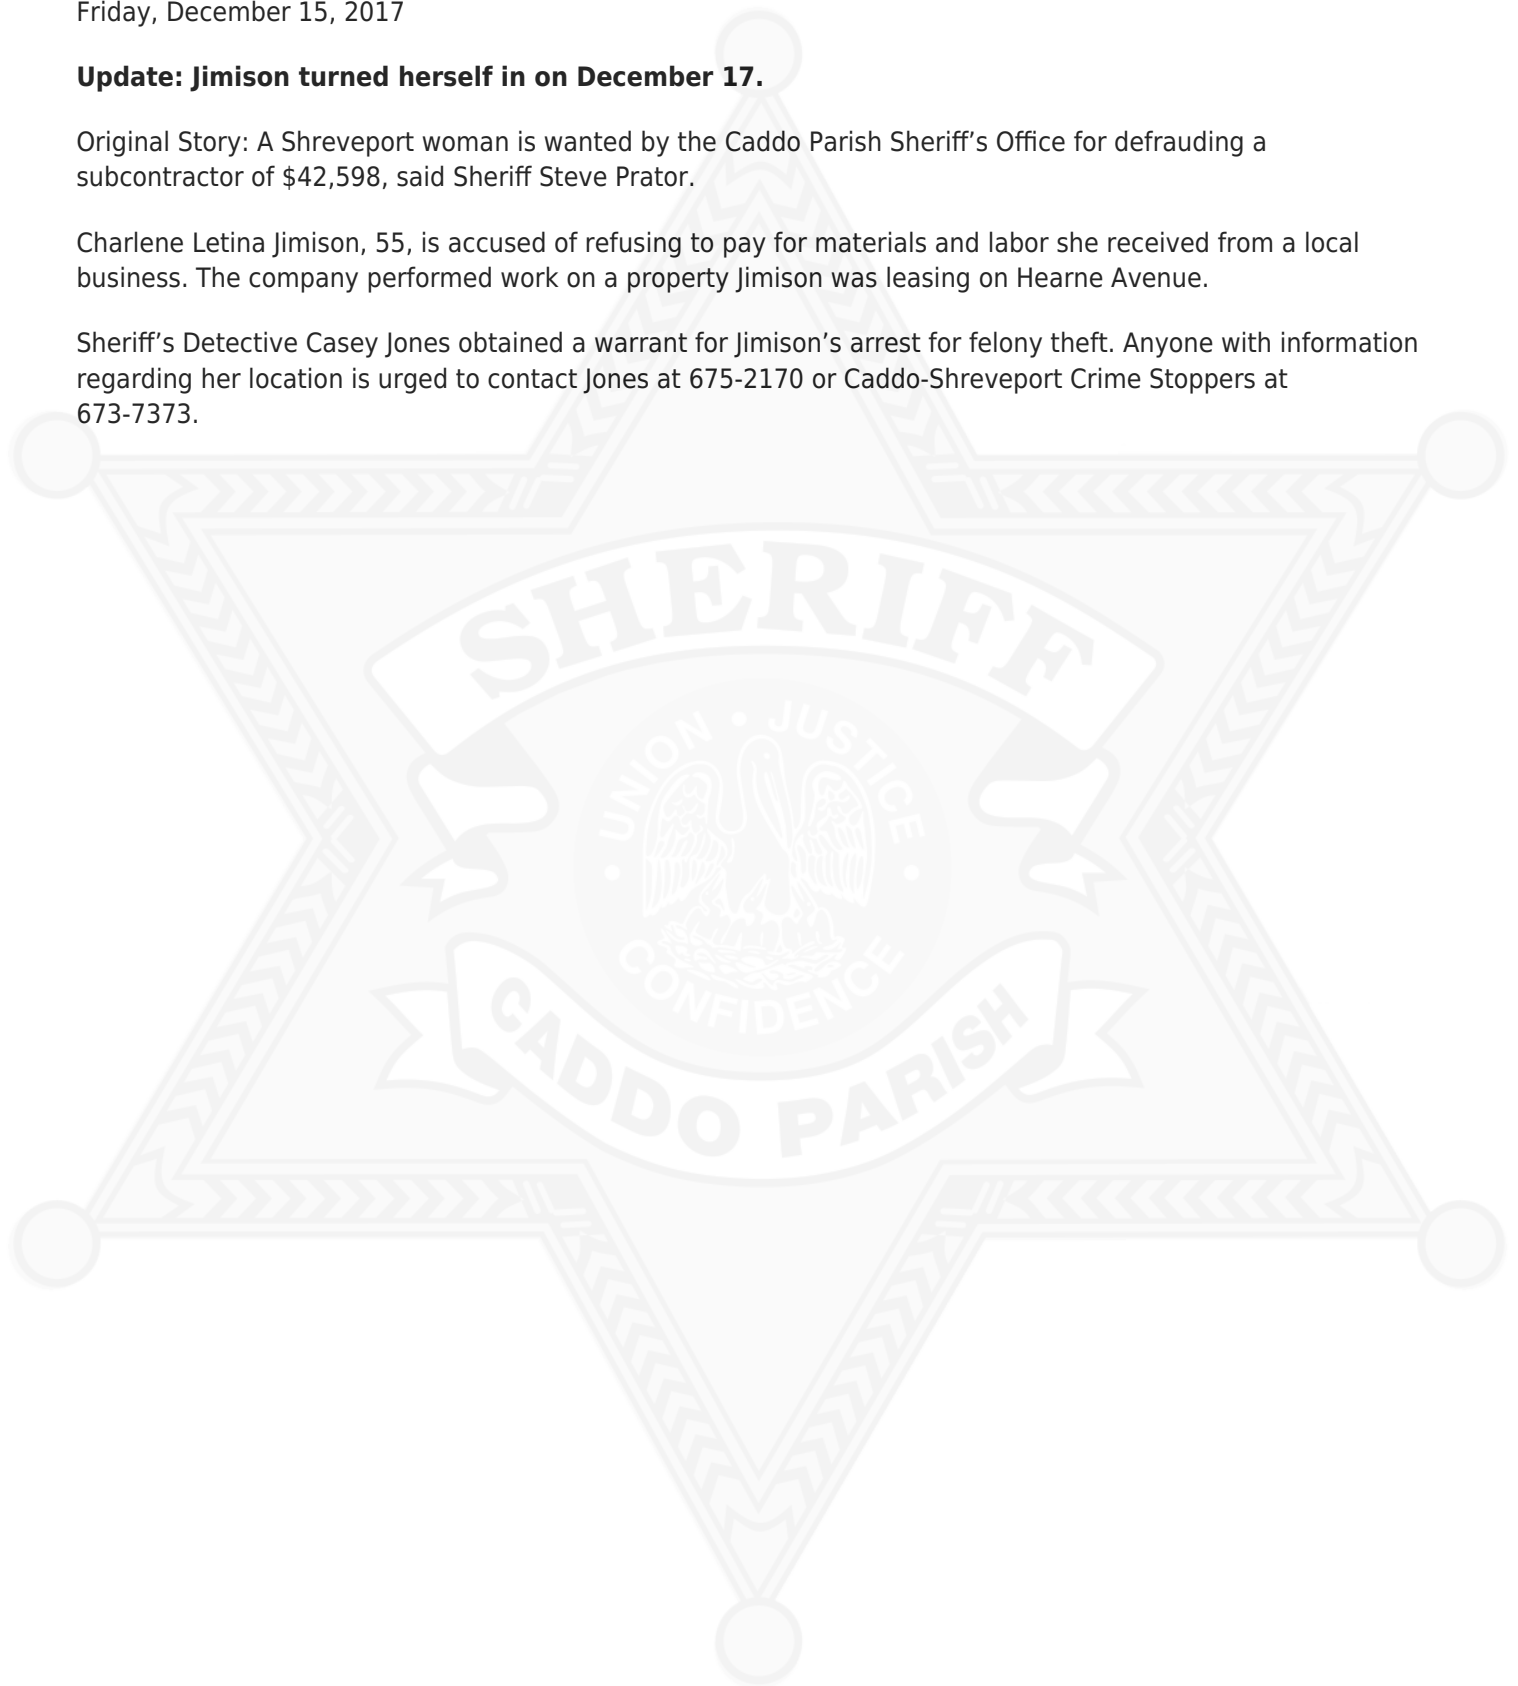 Friday, December 15, 2017
Update: Jimison turned herself in on December 17.
Original Story: A Shreveport woman is wanted by the Caddo Parish Sheriff’s Office for defrauding a
subcontractor of $42,598, said Sheriff Steve Prator.
Charlene Letina Jimison, 55, is accused of refusing to pay for materials and labor she received from a local
business. The company performed work on a property Jimison was leasing on Hearne Avenue.
Sheriff’s Detective Casey Jones obtained a warrant for Jimison’s arrest for felony theft. Anyone with information
regarding her location is urged to contact Jones at 675-2170 or Caddo-Shreveport Crime Stoppers at
673-7373.
SHERIFF
UNION • JUSTICE
• CONFIDENCE •
CADDO PARISH